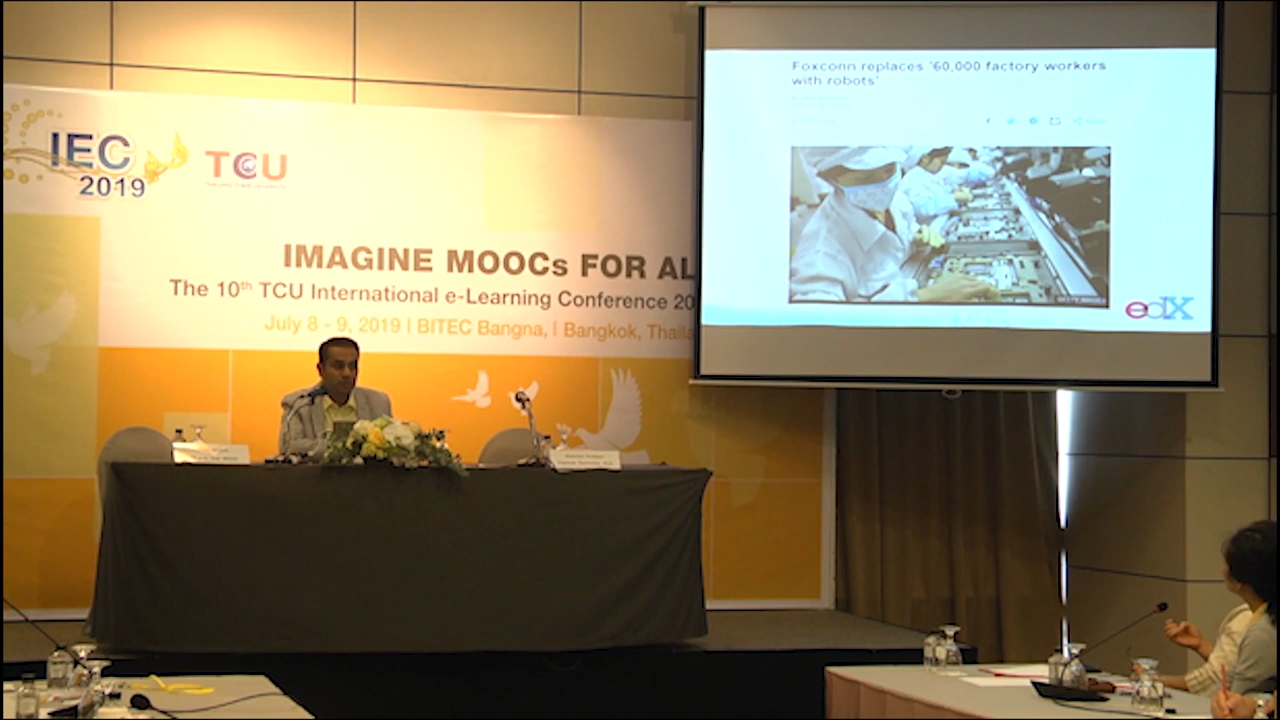 IEC
2019
TCU
IMAGINE MOOCs FOR AL
The 10th TCU International e-Learning Conference 20
July 8 - 9, 2019 | BITEC Bangna, | Bangkok, Thaila
Foxconn replaces '60,000 factory workers
with robots'
edX